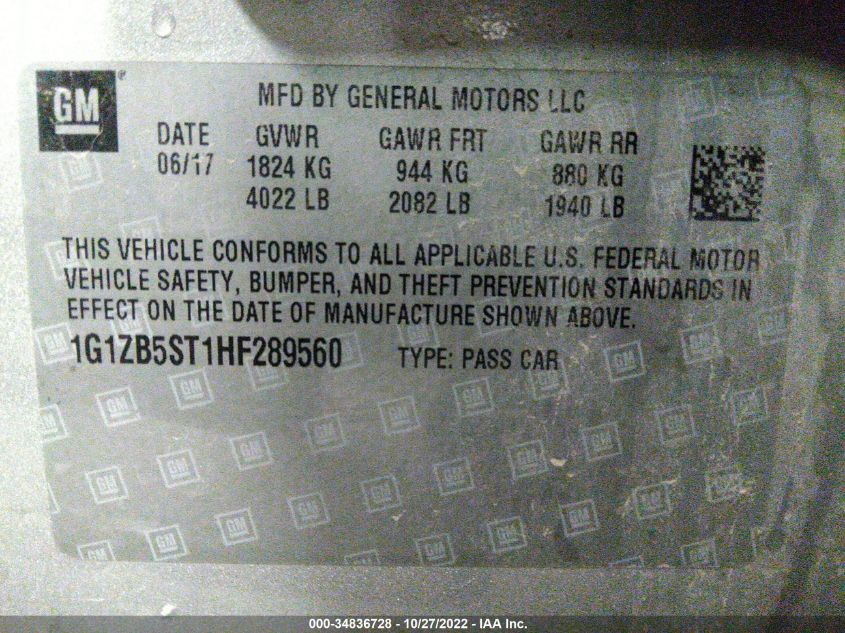 GM®
MFD BY GENERAL MOTORS LLC
DATE GVWR GAWR FRT GAWR RR
06/17 1824 KG 944 KG 880 KG
4022 LB 2082 LB 1940 LB
THIS VEHICLE CONFORMS TO ALL APPLICABLE U.S. FEDERAL MOTOR
VEHICLE SAFETY, BUMPER, AND THEFT PREVENTION STANDARDS IN
EFFECT ON THE DATE OF MANUFACTURE SHOWN ABOVE.
1G1ZB5ST1HF289560 TYPE: PASS CAR
000-34836728 - 10/27/2022 - IAA Inc.